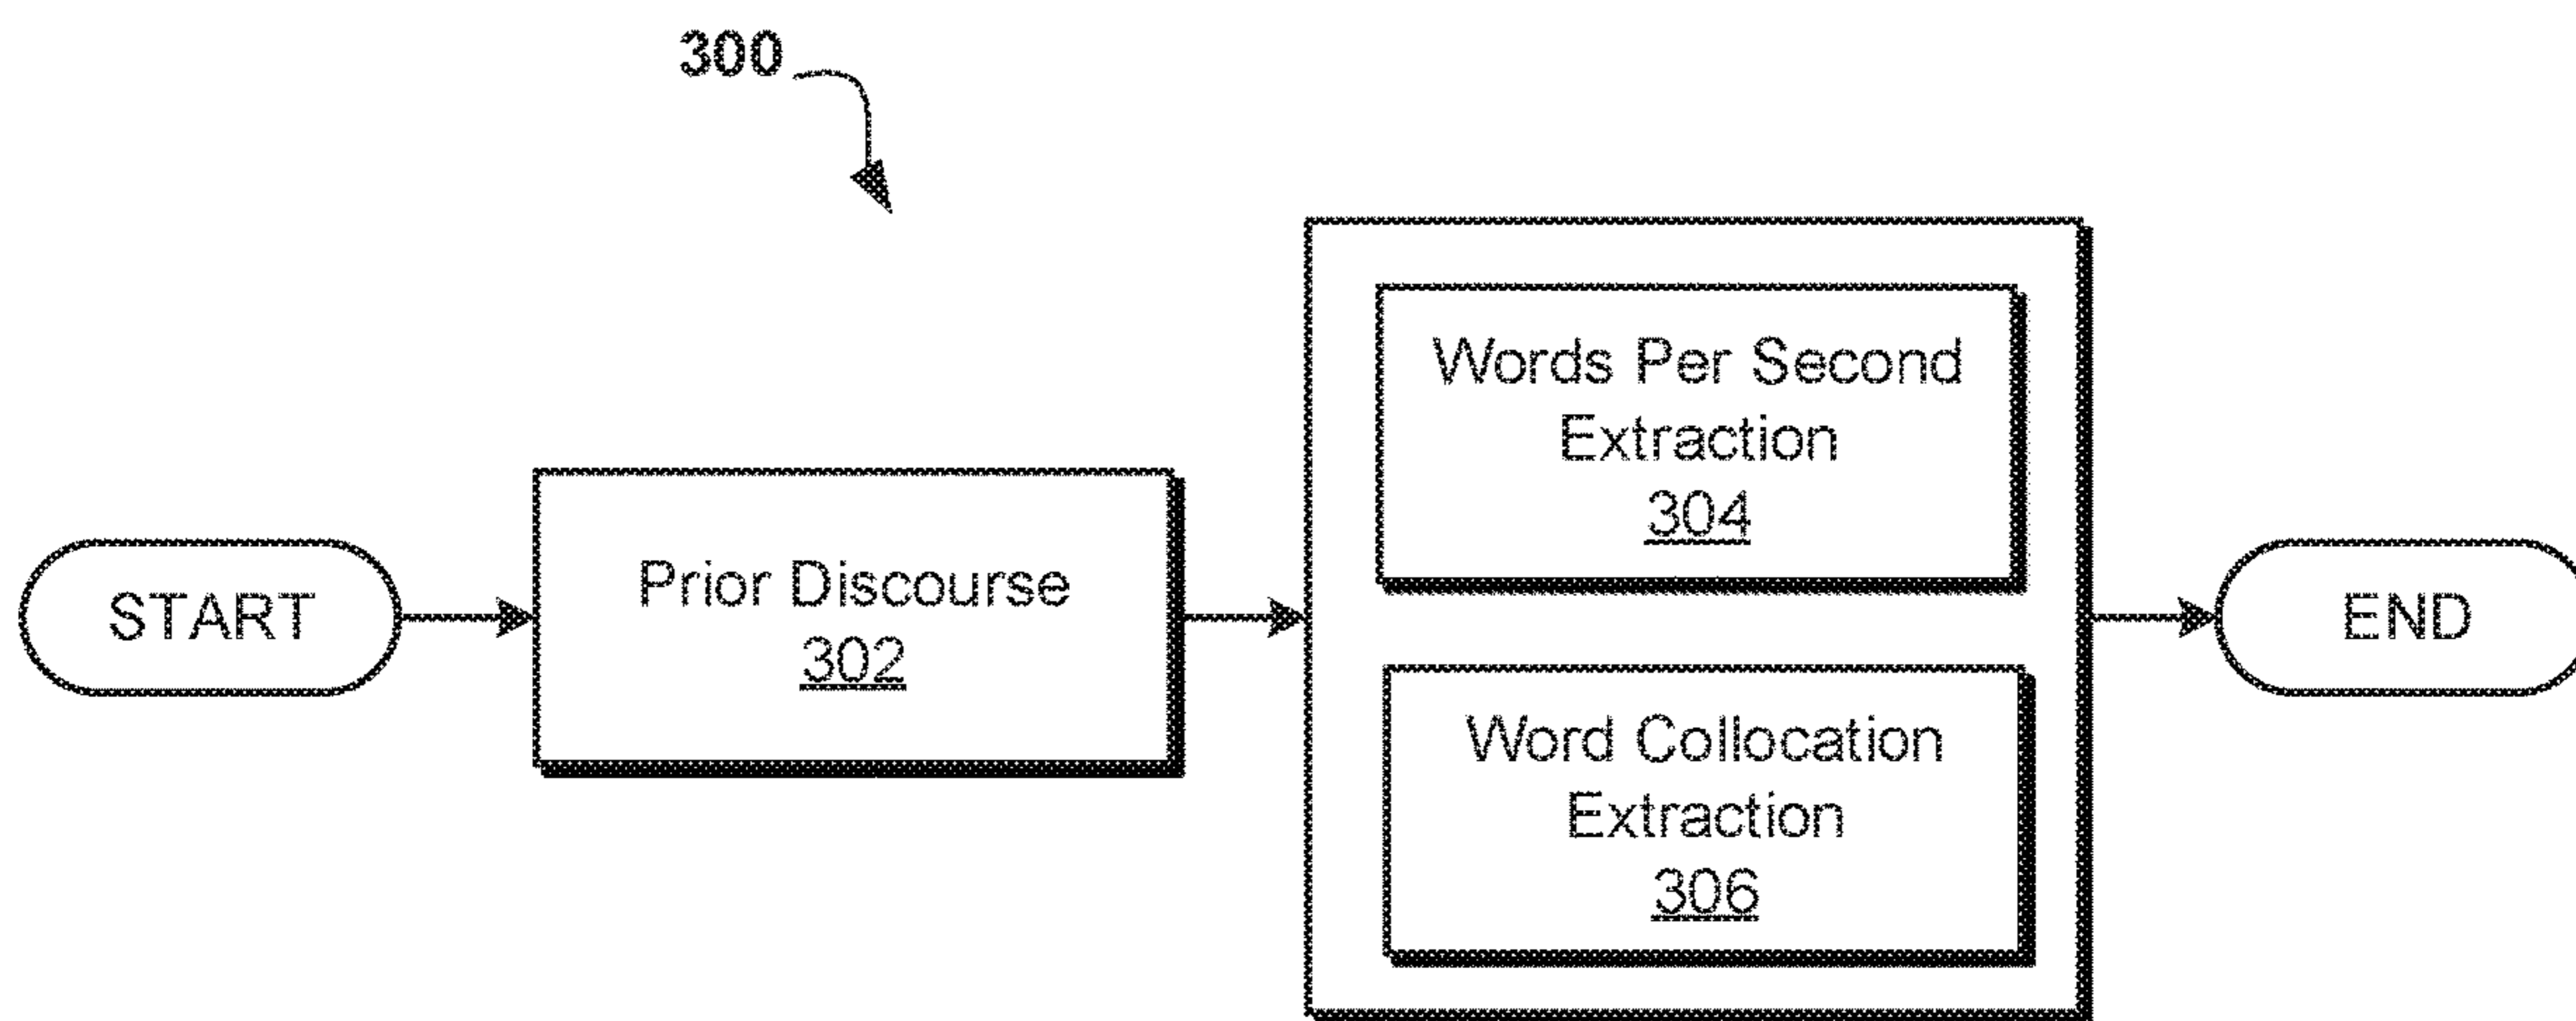 300
START
Prior Discourse
302
Words Per Second
Extraction
304
Word Collocation
Extraction
306
END